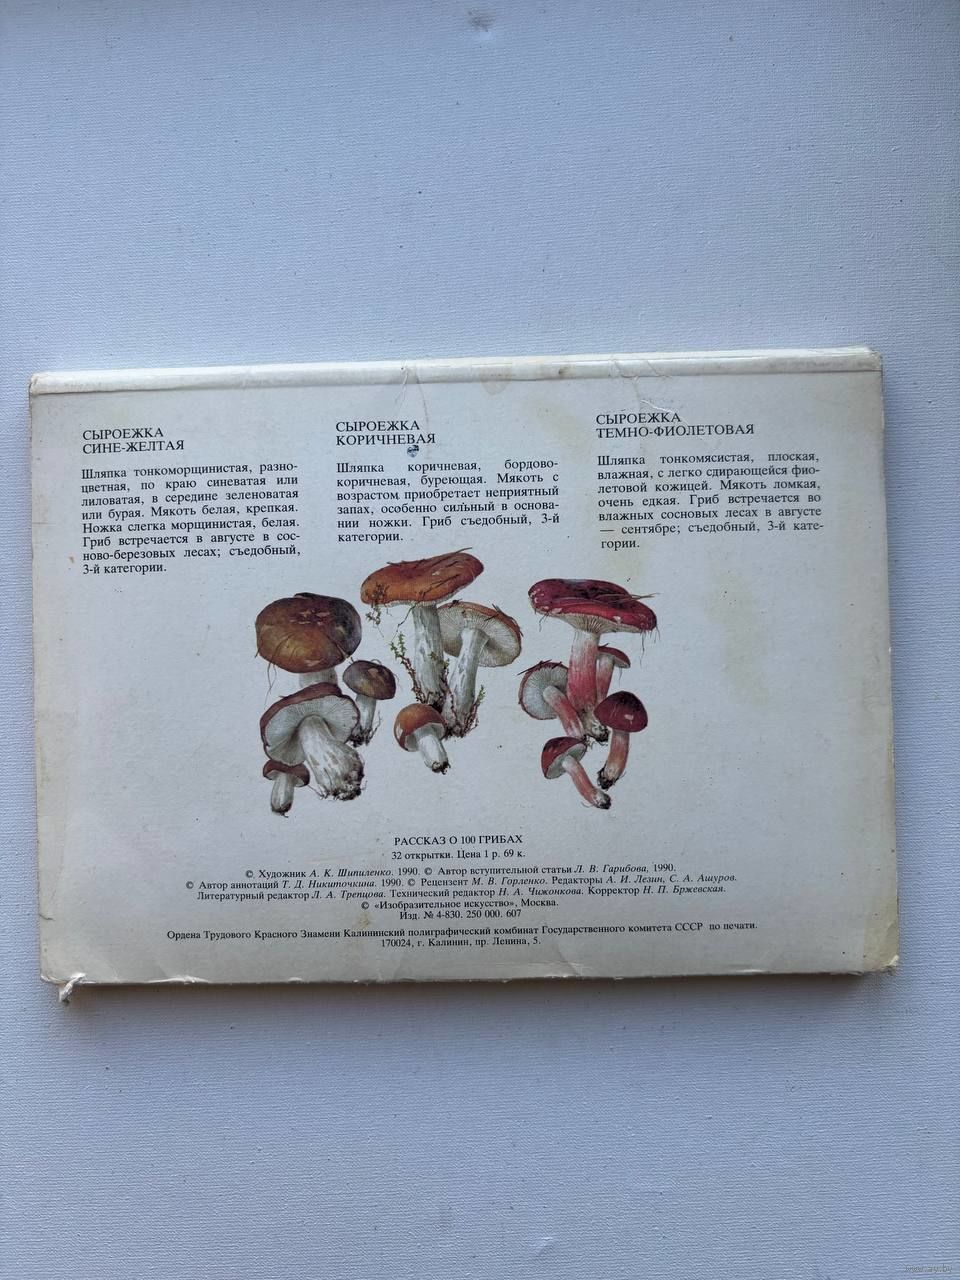 СЫРОЕЖКА
СИНЕ-ЖЕЛТАЯ
Шляпка тонкоморщинистая, разно-
цветная, по краю синеватая или
лиловатая, в середине зеленоватая
или бурая. Мякоть белая, крепкая.
Ножка слегка морщинистая, белая.
Гриб встречается в августе в сос-
ново-березовых лесах; съедобный,
3-й категории.
СЫРОЕЖКА
КОРИЧНЕВАЯ
Шляпка коричневая, бордово-
коричневая, буреющая. Мякоть с
возрастом приобретает неприятный
запах, особенно сильный в основа-
нии ножки. Гриб съедобный, 3-й
категории.
СЫРОЕЖКА
ТЕМНО-ФИОЛЕТОВАЯ
Шляпка тонкомясистая, плоская,
влажная, с легко сдирающейся фио-
летовой кожицей. Мякоть ломкая,
очень едкая. Гриб встречается во
влажных сосновых лесах в августе
— сентябре; съедобный, 3-й кате-
гории.
РАССКАЗ О 100 ГРИБАХ
32 открытки. Цена 1 р. 69 к.
©. Художник А. К. Шипиленко. 1990. © Автор вступительной статьи Л. В. Гарибова, 1990.
© Автор аннотаций Т. Д. Никиточкина. 1990. © Рецензент М. В. Горленко. Редакторы А. И. Лезин, С. А. Ашуров.
Литературный редактор Л. А. Трепцова. Технический редактор Н. А. Чижонкова. Корректор Н. П. Бржевская.
© «Изобразительное искусство», Москва.
Изд. № 4-830. 250 000. 607
Ордена Трудового Красного Знамени Калининский полиграфический комбинат Государственного комитета СССР по печати.
170024, г. Калинин, пр. Ленина, 5.
www.ay.by